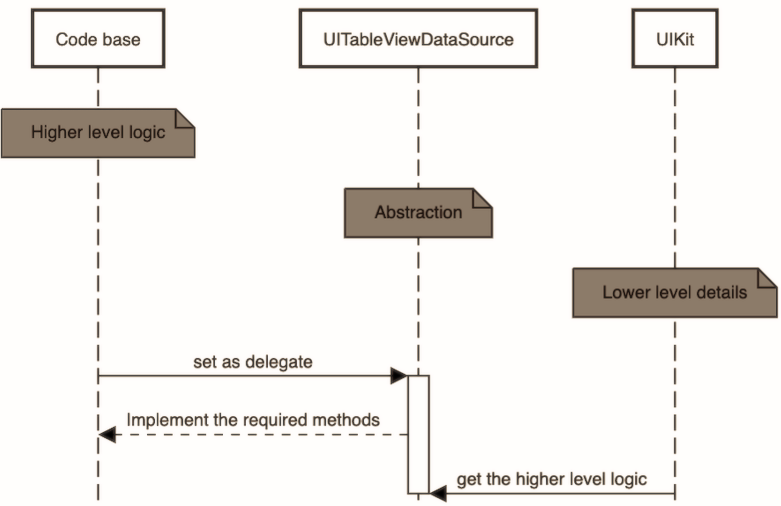 Code base
UITableViewDataSource
UIKit
Higher level logic
Abstraction
Lower level details
set as delegate
Implement the required methods
get the higher level logic